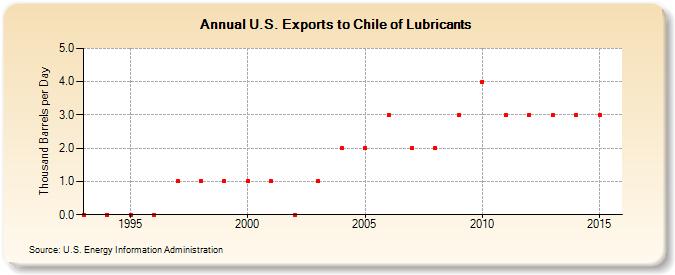 Annual U.S. Exports to Chile of Lubricants
Thousand Barrels per Day
5.0
4.0
3.0
2.0
1.0
0.0
1995 2000 2005 2010 2015
Source: U.S. Energy Information Administration